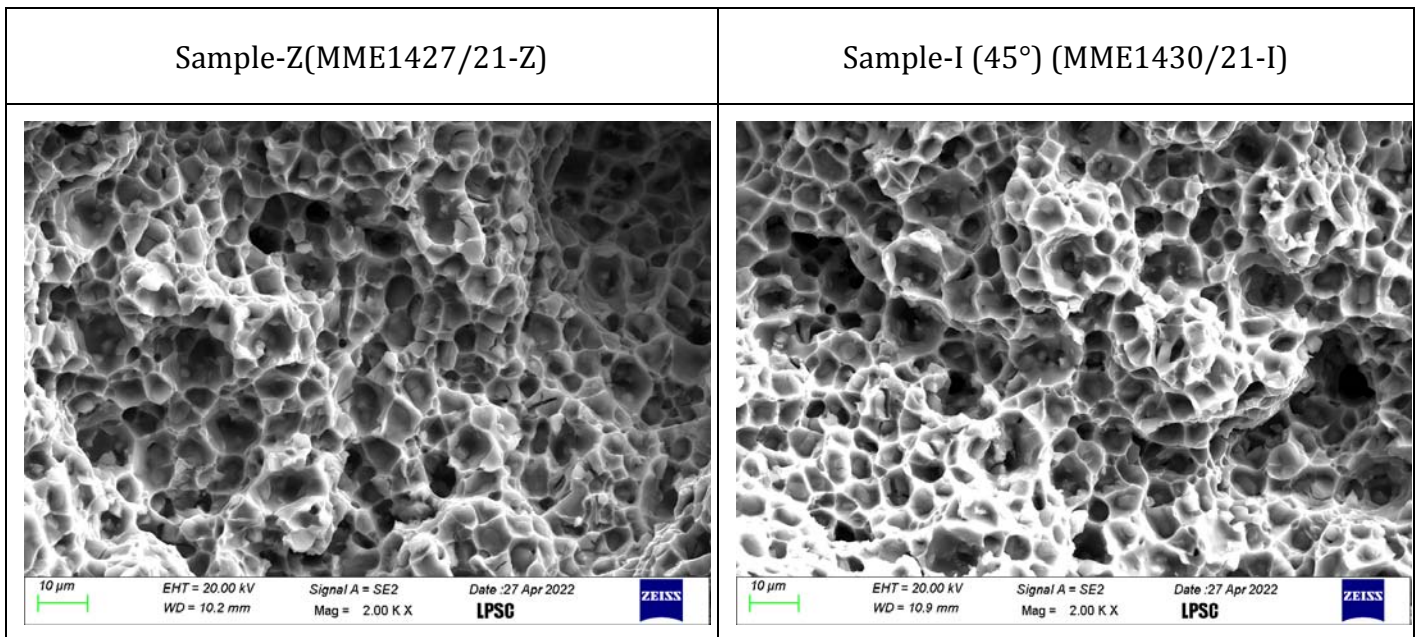 Sample-Z(MME1427/21-Z)
Sample-I (45°) (MME1430/21-I)
10 µm
EHT = 20.00 kV
Signal A = SE2
Date :27 Apr 2022
ZEISS
WD = 10.2 mm
Mag = 2.00 K X
LPSC
10 µm
EHT = 20.00 kV
Signal A = SE2
Date :27 Apr 2022
ZEISS
WD = 10.9 mm
Mag = 2.00 K X
LPSC